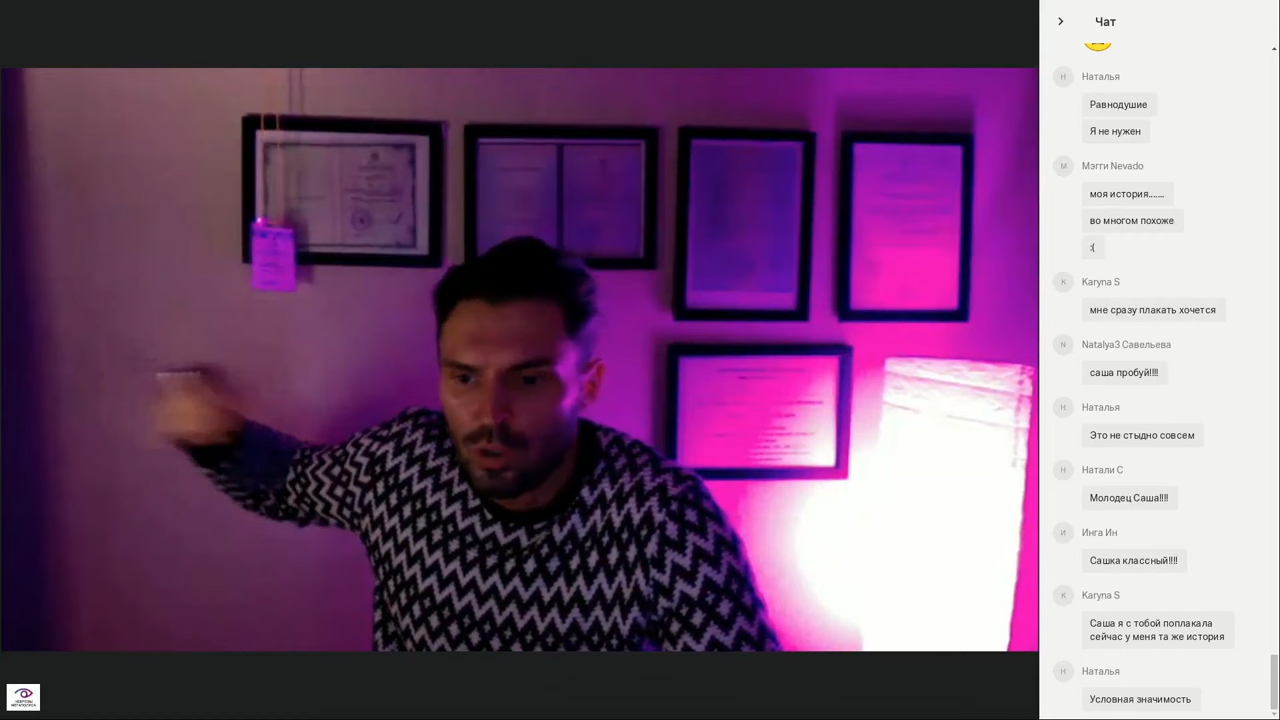 Чат
Наталья
Равнодушие
Я не нужен
Мэгги Nevado
моя история......
во многом похоже
:(
Karyna S
мне сразу плакать хочется
Natalya3 Савельева
саша пробуй!!!!
Наталья
Это не стыдно совсем
Натали С
Молодец Саша!!!!
Инга Ин
Сашка классный!!!!
Karyna S
Саша я с тобой поплакала
сейчас у меня та же история
Наталья
Условная значимость